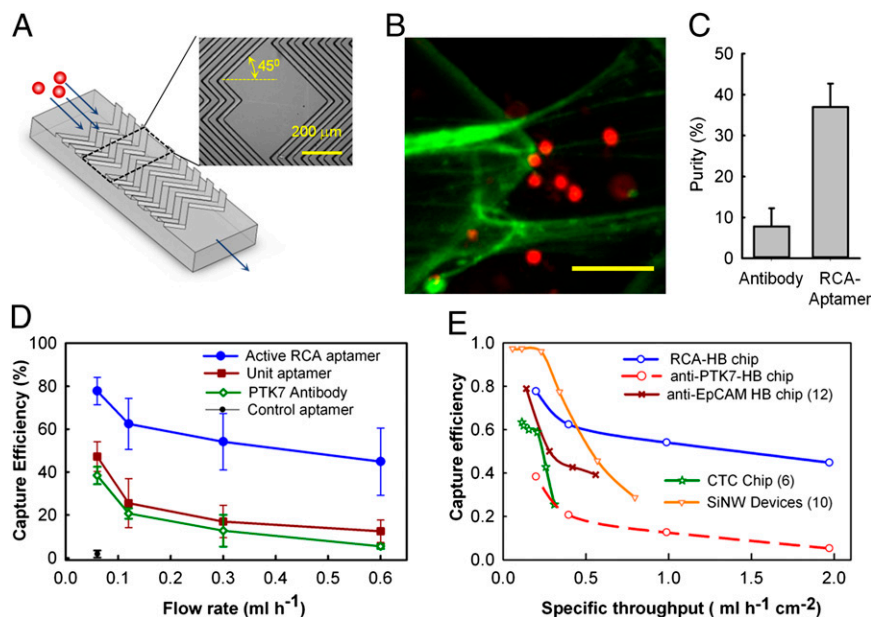 A
45⁰
200 µm
B
C
Purity (%)
50
40
30
20
10
0
Antibody
RCA-
Aptamer
D
Capture Efficiency (%)
100
80
60
40
20
0
Active RCA aptamer
Unit aptamer
PTK7 Antibody
Control aptamer
0.0 0.1 0.2 0.3 0.4 0.5 0.6
Flow rate (ml h⁻¹)
E
Capture efficiency
1.0
0.8
0.6
0.4
0.2
0.0
RCA-HB chip
anti-PTK7-HB chip
anti-EpCAM HB chip (12)
CTC Chip (6)
SiNW Devices (10)
0.0 0.5 1.0 1.5 2.0
Specific throughput ( ml h⁻¹ cm⁻²)